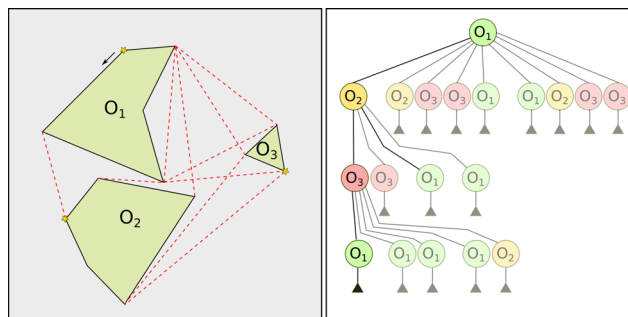 O₁
O₂
O₃
O₁
O₂ O₂ O₃ O₃ O₁ O₁ O₂ O₃ O₃
O₃ O₃ O₁ O₁
O₁ O₁ O₁ O₁ O₂